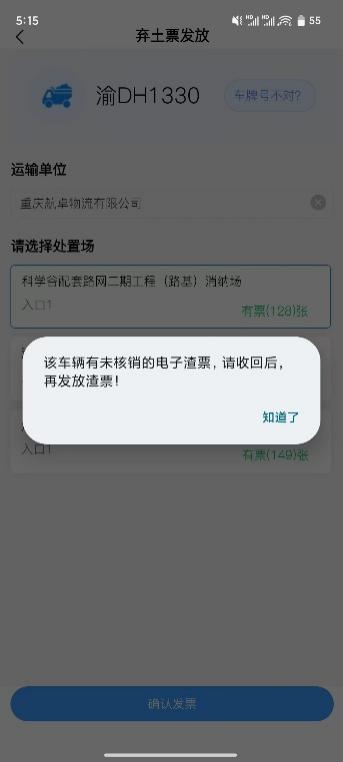 5:15
55
弃土票发放
渝DH1330
车牌号不对?
运输单位
重庆航卓物流有限公司
请选择处置场
科学谷配套路网二期工程（路基）消纳场
入口1
有票(128)张
该车辆有未核销的电子渣票, 请收回后,
再发放渣票!
知道了
入口1
有票(149)张
确认发票